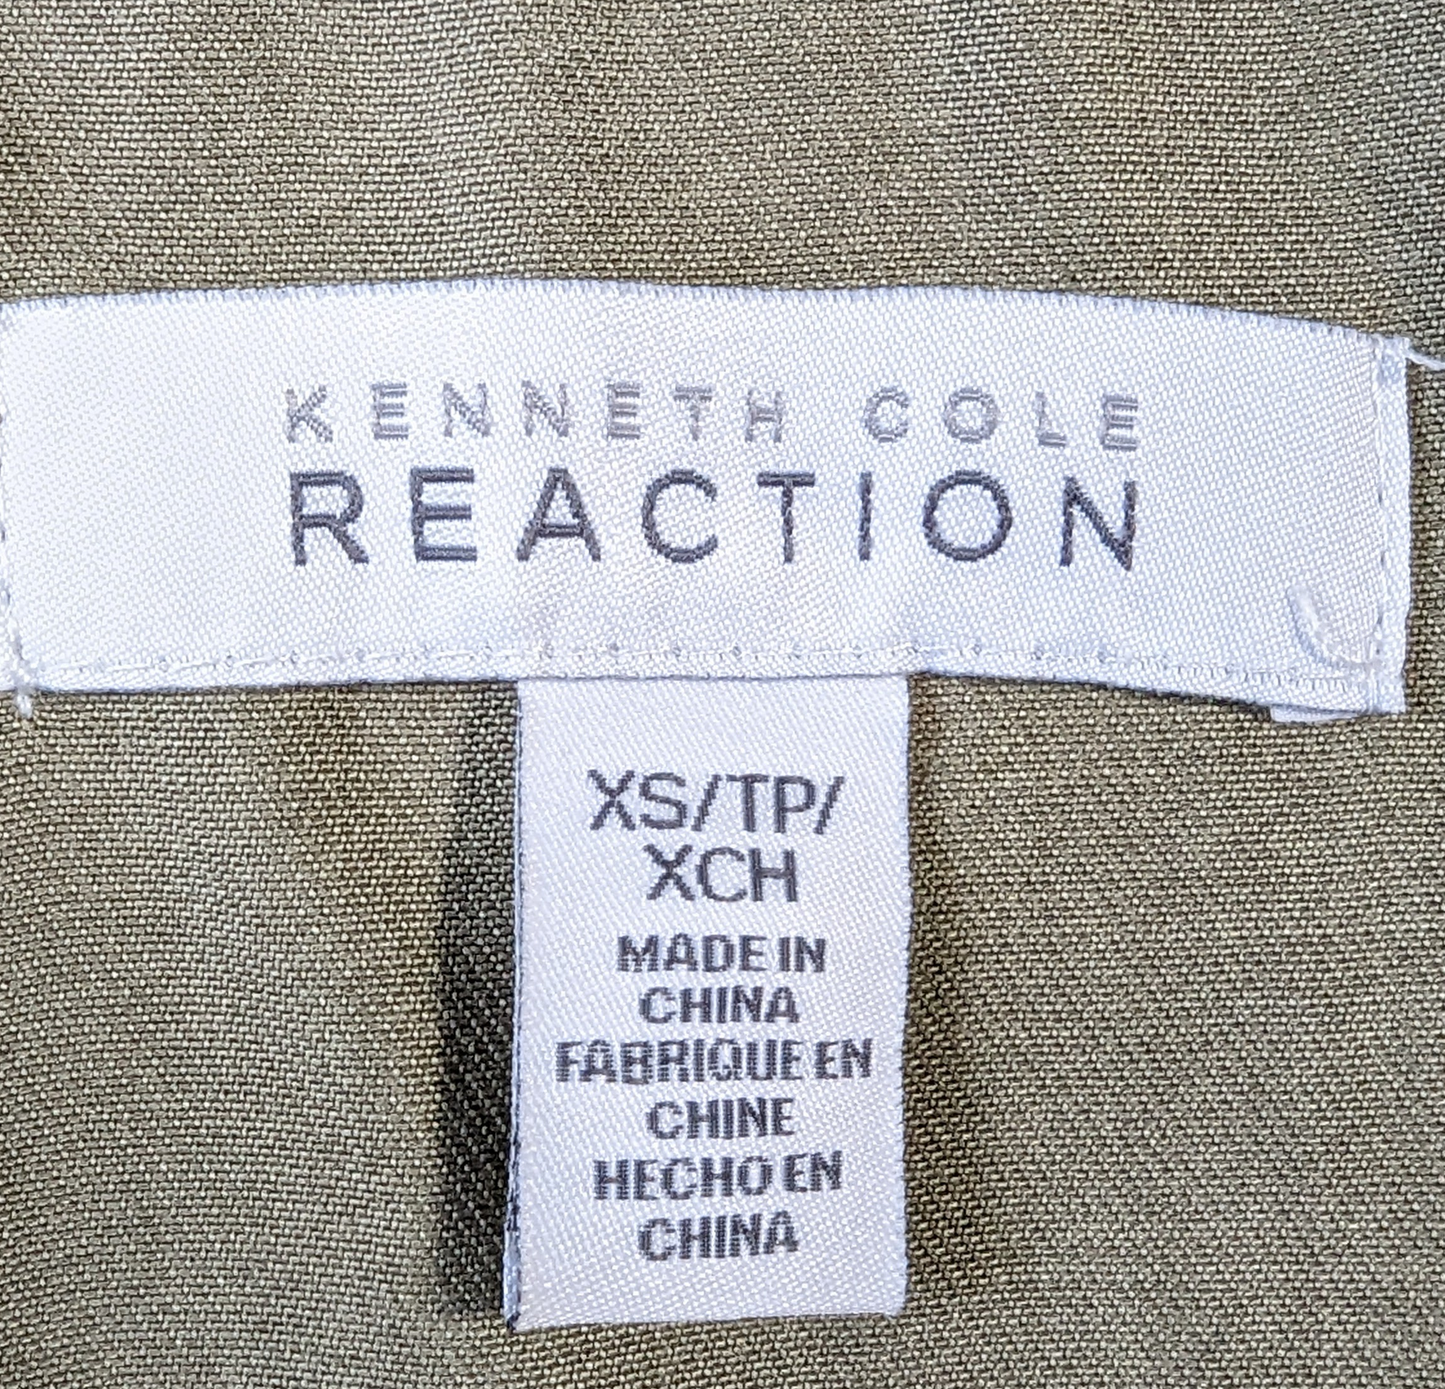 KENNETH COLE
REACTION
XS/TP/
XCH
MADE IN
CHINA
FABRIQUE EN
CHINE
HECHO EN
CHINA